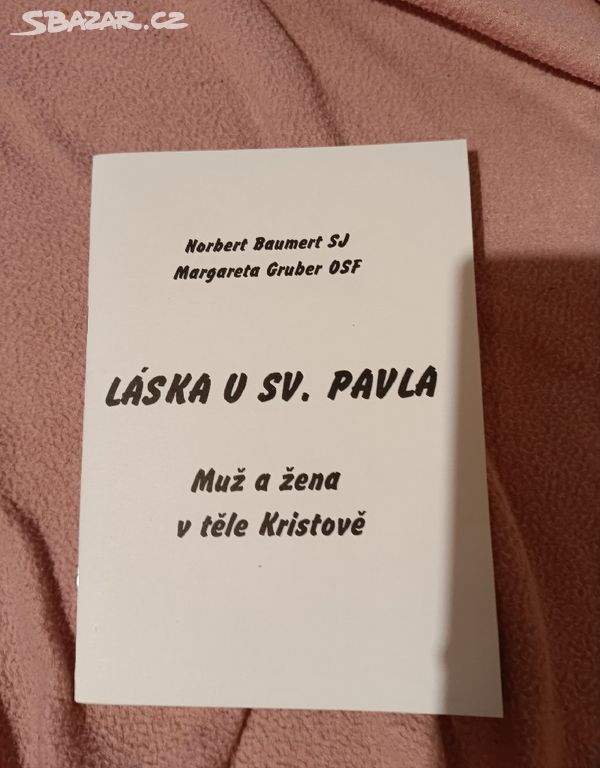 SBAZAR.CZ
Norbert Baumert SJ
Margareta Gruber OSF
LÁSKA U SV. PAVLA
Muž a žena
v těle Kristově